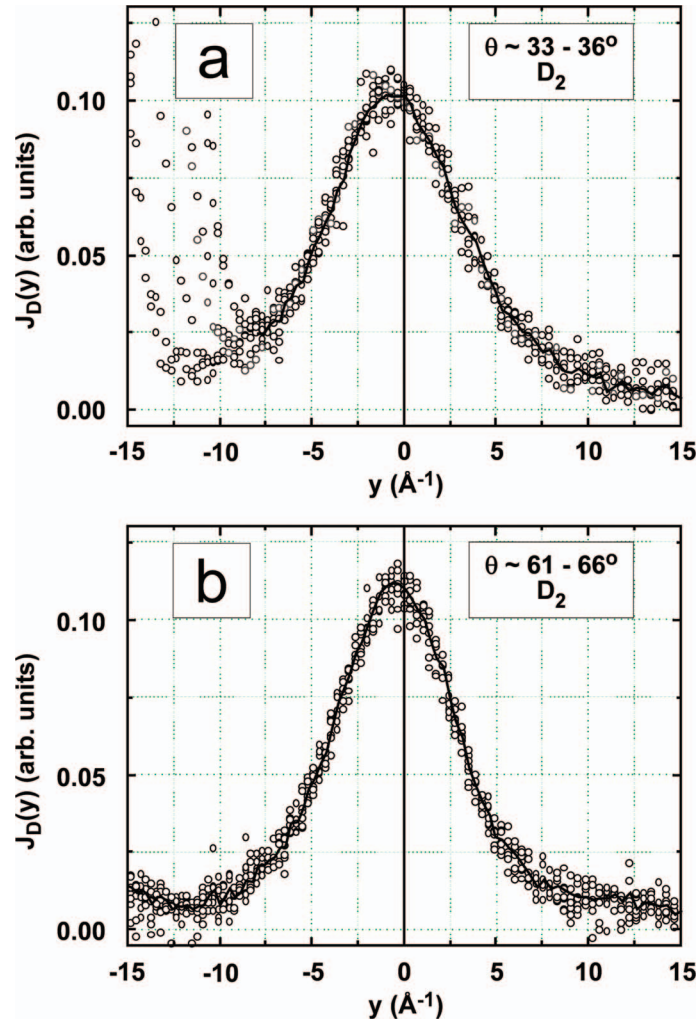 a
θ ~ 33 - 36°
D₂
0.10
0.05
0.00
J_D(y) (arb. units)
-15 -10 -5 0 5 10 15
y (Å⁻¹)
b
θ ~ 61 - 66°
D₂
0.10
0.05
0.00
J_D(y) (arb. units)
-15 -10 -5 0 5 10 15
y (Å⁻¹)